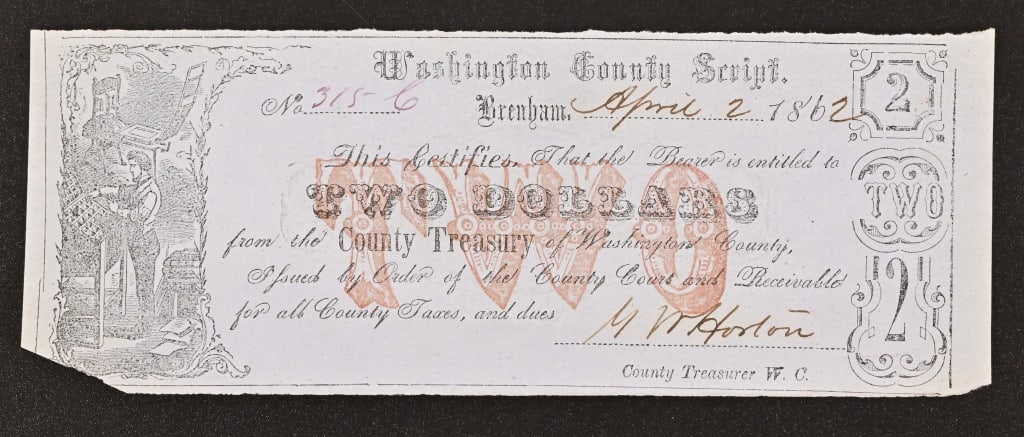 Washington County Script.
No. 315 C Brenham, April 2 1862
2
This Certifies, That the Bearer is entitled to
TWO DOLLARS
TWO
TWO
from the County Treasury of Washington County,
Issued by Order of the County Court and Receivable
for all County Taxes, and dues
M W Horton
2
County Treasurer W. C.